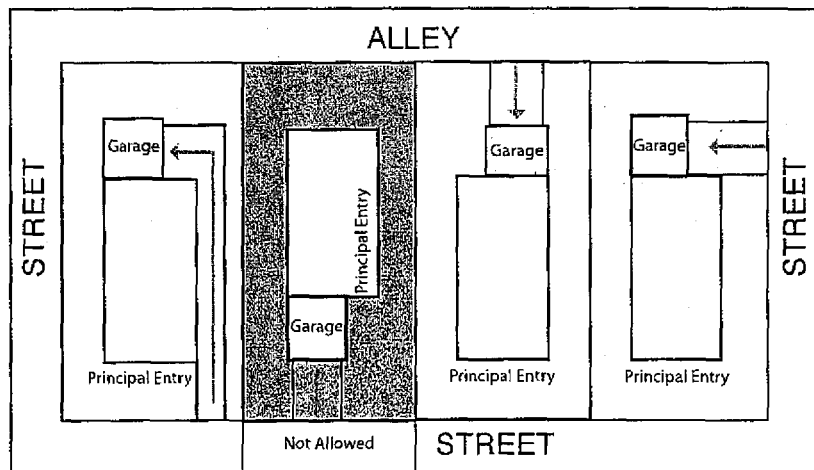 ALLEY
STREET
Garage
Principal Entry
Principal Entry
Garage
Not Allowed
Garage
Principal Entry
Garage
Principal Entry
STREET
STREET